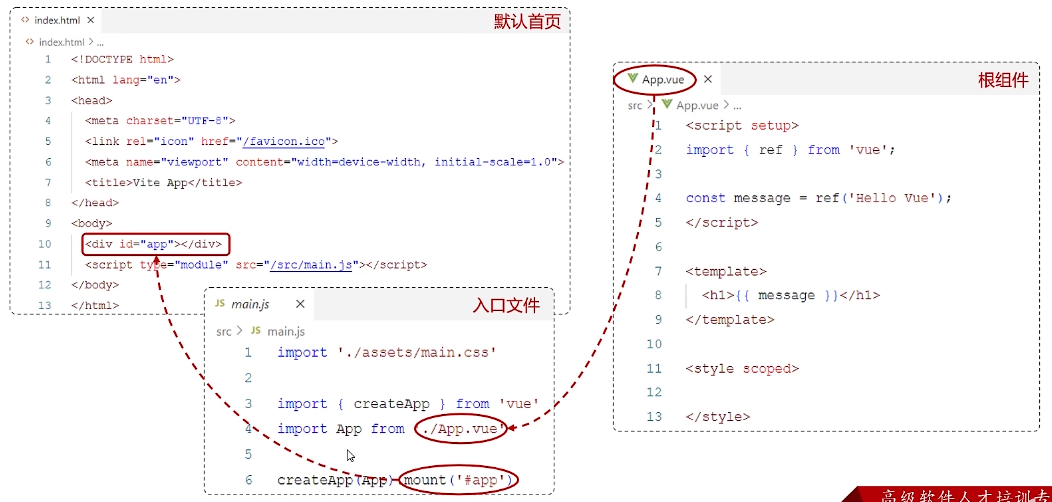 index.html ×
默认首页
index.html > ...
1 <!DOCTYPE html>
2 <html lang="en">
3 <head>
4 <meta charset="UTF-8">
5 <link rel="icon" href="/favicon.ico">
6 <meta name="viewport" content="width=device-width, initial-scale=1.0">
7 <title>Vite App</title>
8 </head>
9 <body>
10 <div id="app"></div>
11 <script type="module" src="/src/main.js"></script>
12 </body>
13 </html>
JS main.js ×
入口文件
src > JS main.js
1 import './assets/main.css'
2
3 import { createApp } from 'vue'
4 import App from './App.vue'
5
6 createApp(App).mount('#app')
App.vue ×
根组件
src > App.vue > ...
1 <script setup>
2 import { ref } from 'vue';
3
4 const message = ref('Hello Vue');
5 </script>
6
7 <template>
8 <h1>{{ message }}</h1>
9 </template>
10
11 <style scoped>
12
13 </style>
高级软件人才培训专